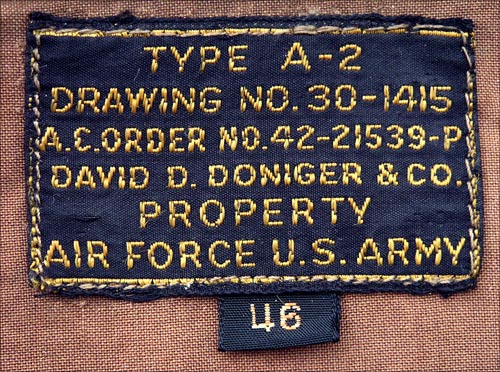 TYPE A-2
DRAWING NO. 30-1415
A.C. ORDER NO. 42-21539-P
DAVID D. DONIGER & CO.
PROPERTY
AIR FORCE U.S. ARMY
46